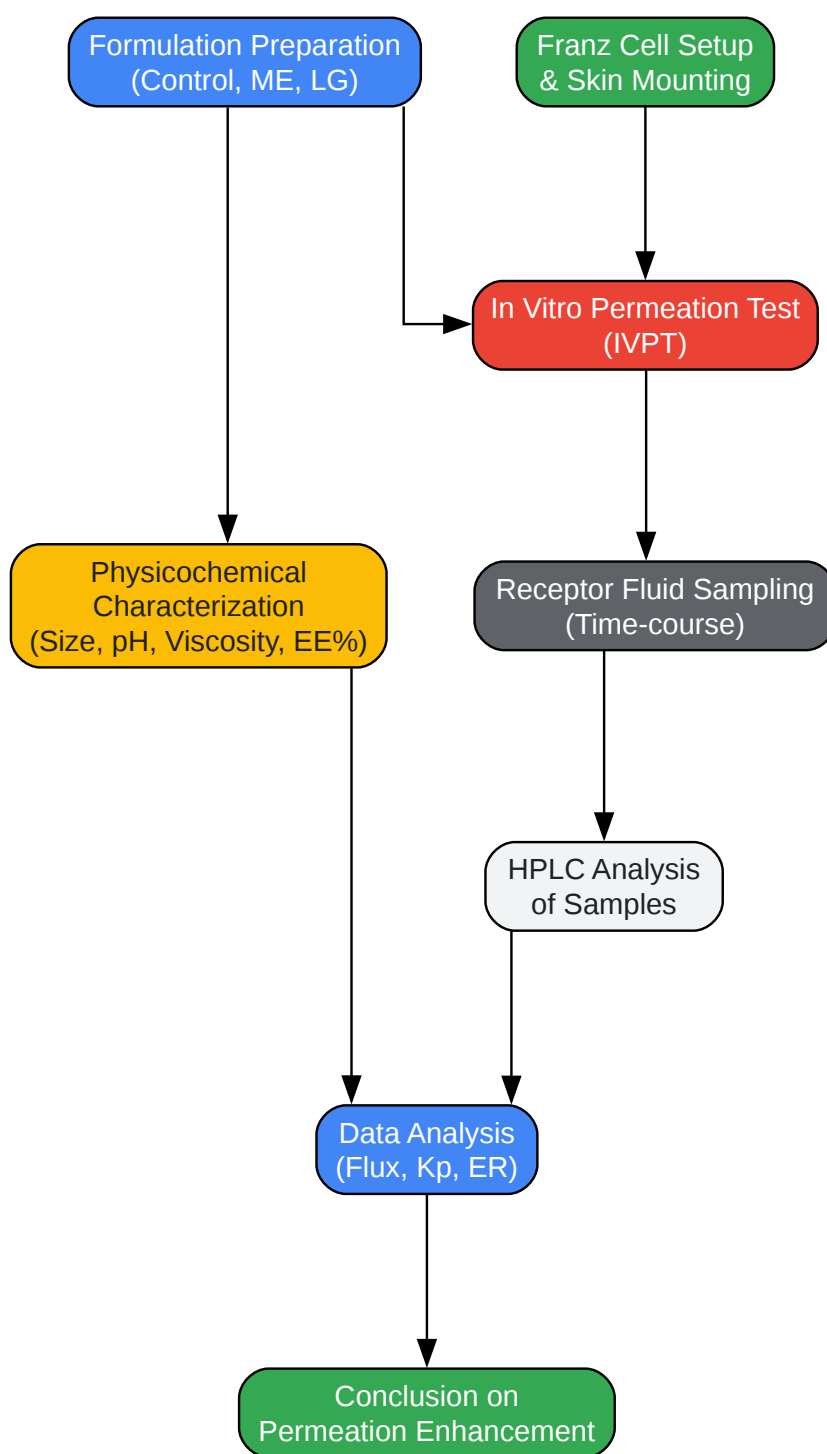 Formulation Preparation
(Control, ME, LG)
Franz Cell Setup
& Skin Mounting
In Vitro Permeation Test
(IVPT)
Physicochemical
Characterization
(Size, pH, Viscosity, EE%)
Receptor Fluid Sampling
(Time-course)
HPLC Analysis
of Samples
Data Analysis
(Flux, Kp, ER)
Conclusion on
Permeation Enhancement